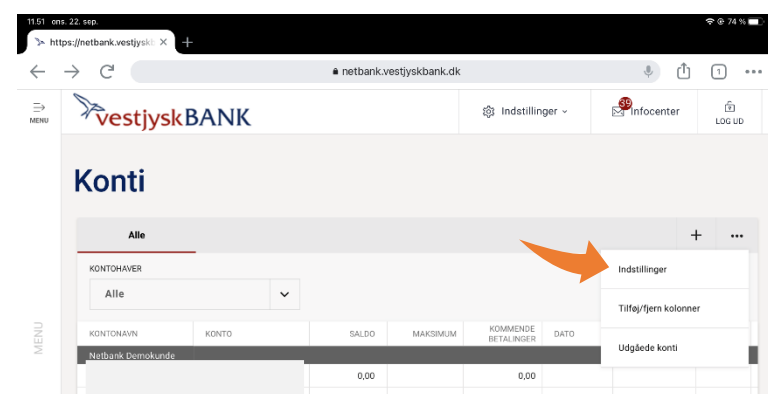 11.51 ons. 22. sep.
74 %
https://netbank.vestjyskb
netbank.vestjyskbank.dk
1
MENU
vestjyskBANK
Indstillinger
39
Infocenter
LOG UD
Konti
Alle
Indstillinger
KONTOHAVER
Alle
Tilføj/fjern kolonner
KONTONAVN KONTO SALDO MAKSIMUM KOMMENDE BETALINGER DATO
Udgåede konti
Netbank Demokunde
0,00 0,00
MENU